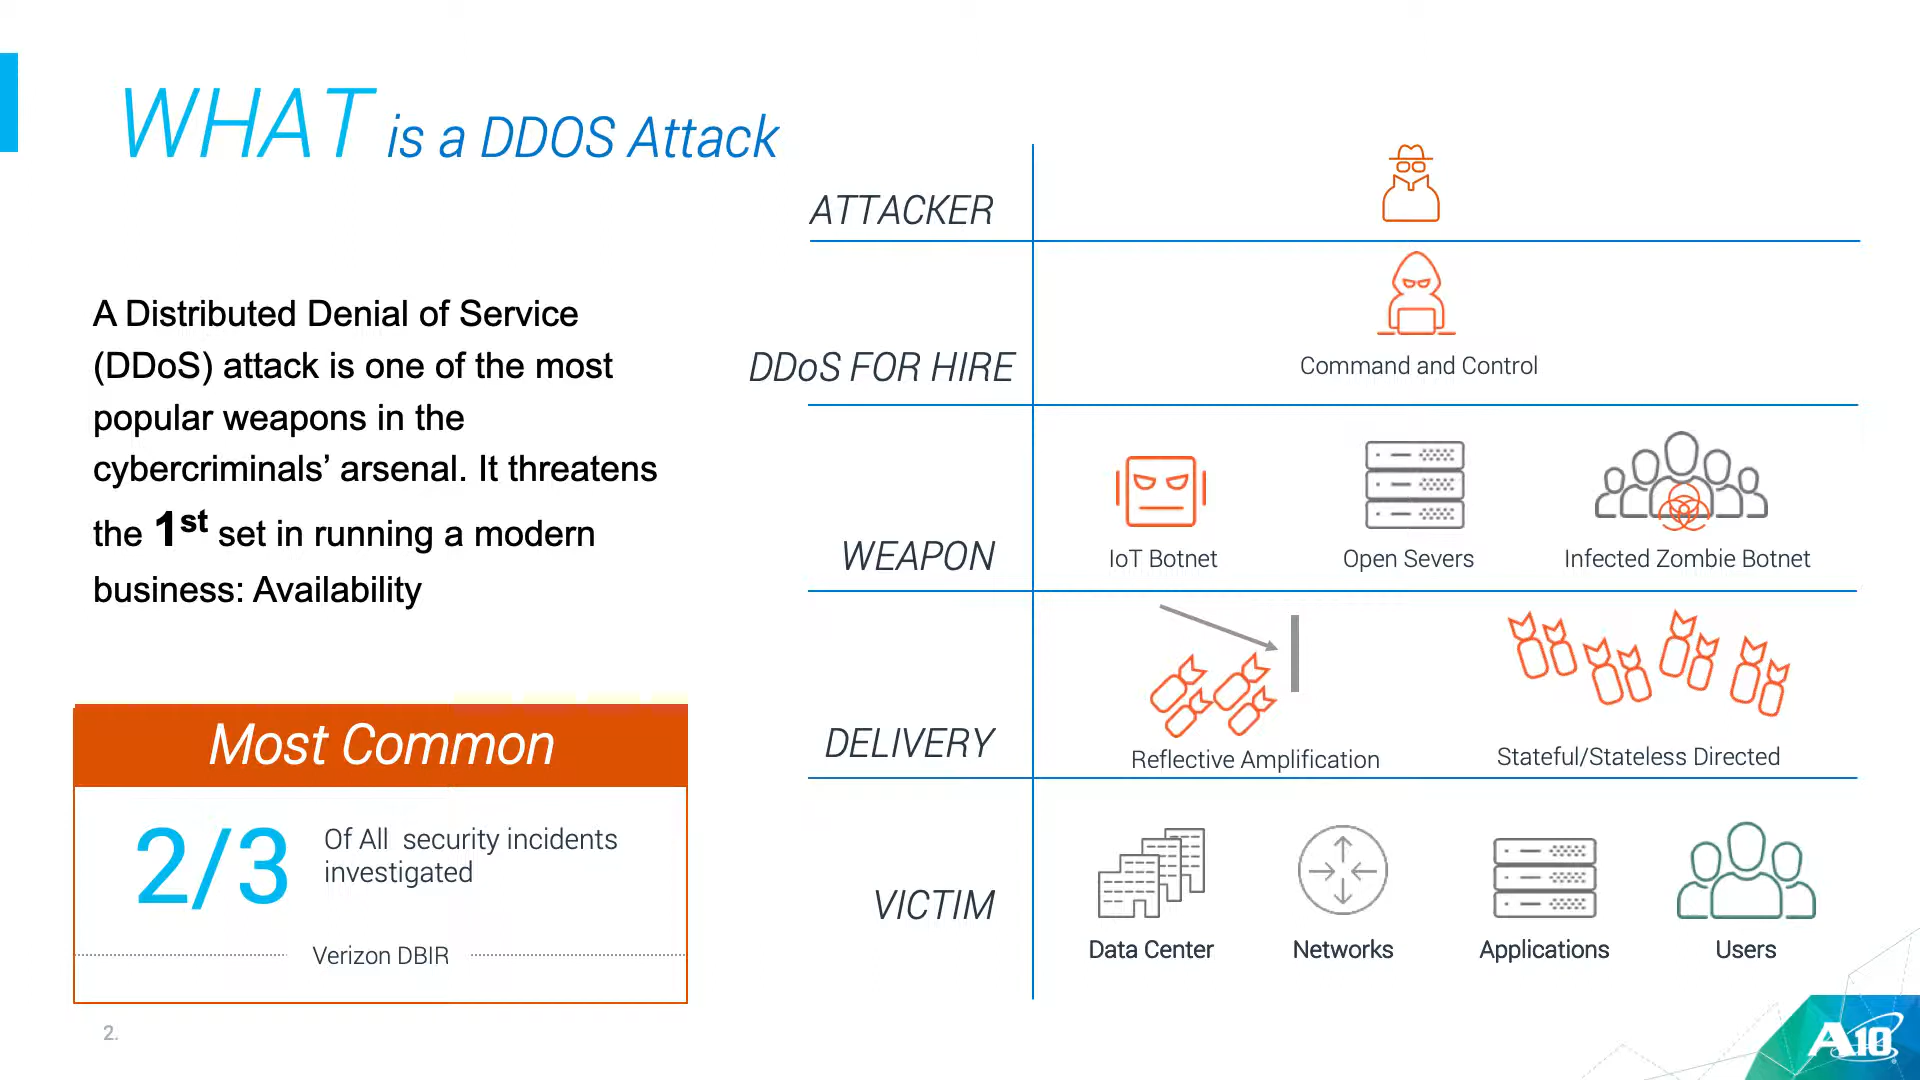 WHAT is a DDOS Attack
A Distributed Denial of Service
(DDoS) attack is one of the most
popular weapons in the
cybercriminals’ arsenal. It threatens
the 1st set in running a modern
business: Availability
Most Common
2/3
Of All security incidents
investigated
Verizon DBIR
2.
ATTACKER
DDoS FOR HIRE
Command and Control
WEAPON
IoT Botnet
Open Severs
Infected Zombie Botnet
DELIVERY
Reflective Amplification
Stateful/Stateless Directed
VICTIM
Data Center
Networks
Applications
Users
A10